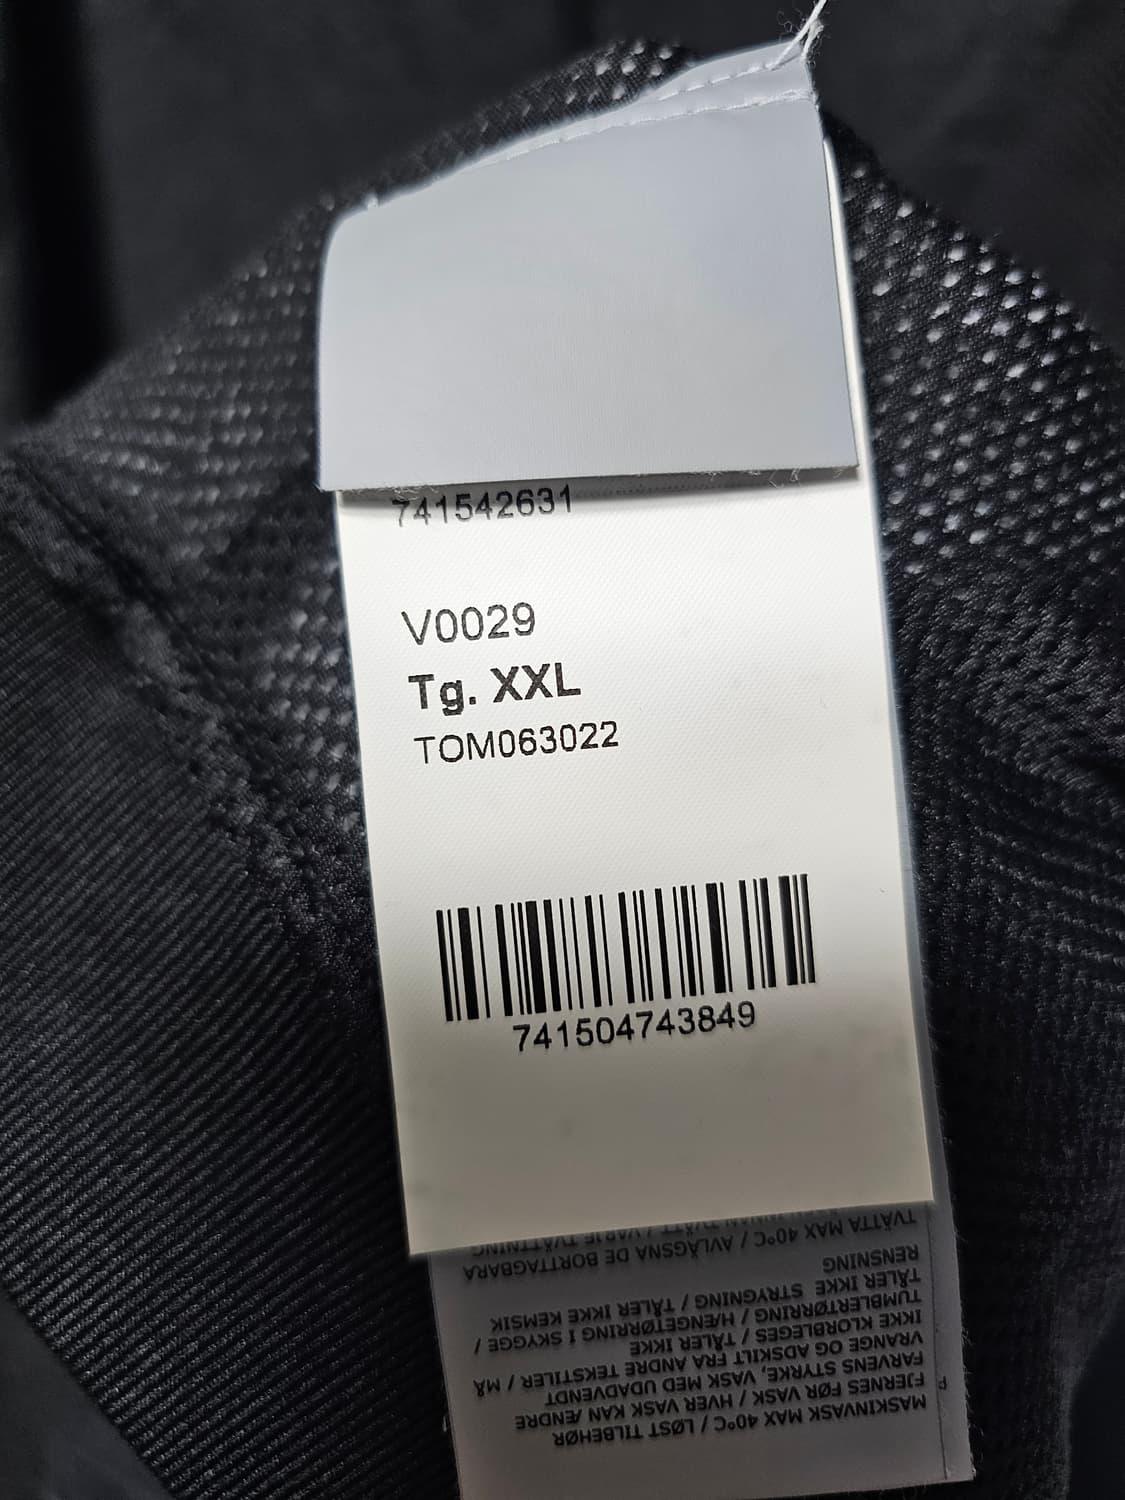 741542631
V0029
Tg. XXL
TOM063022
741504743849
MASKINVASK MAX 40°C / LØST TILBEHØR
FJERNES FØR VASK / HVER VASK KAN ÆNDRE
FARVENS STYRKE, VASK MED UDADVENDT
VRANGE OG ADSKILT FRA ANDRE TEKSTILER / MÅ
IKKE KLORBLEGES / TÅLER IKKE
TUMBLERTØRRING / HÆNGETØRRING I SKYGGE /
TÅLER IKKE STRYGNING / TÅLER IKKE KEMISK
RENSNING
TVÄTTA MAX 40°C / AVLÄGSNA DE BORTTAGBARA